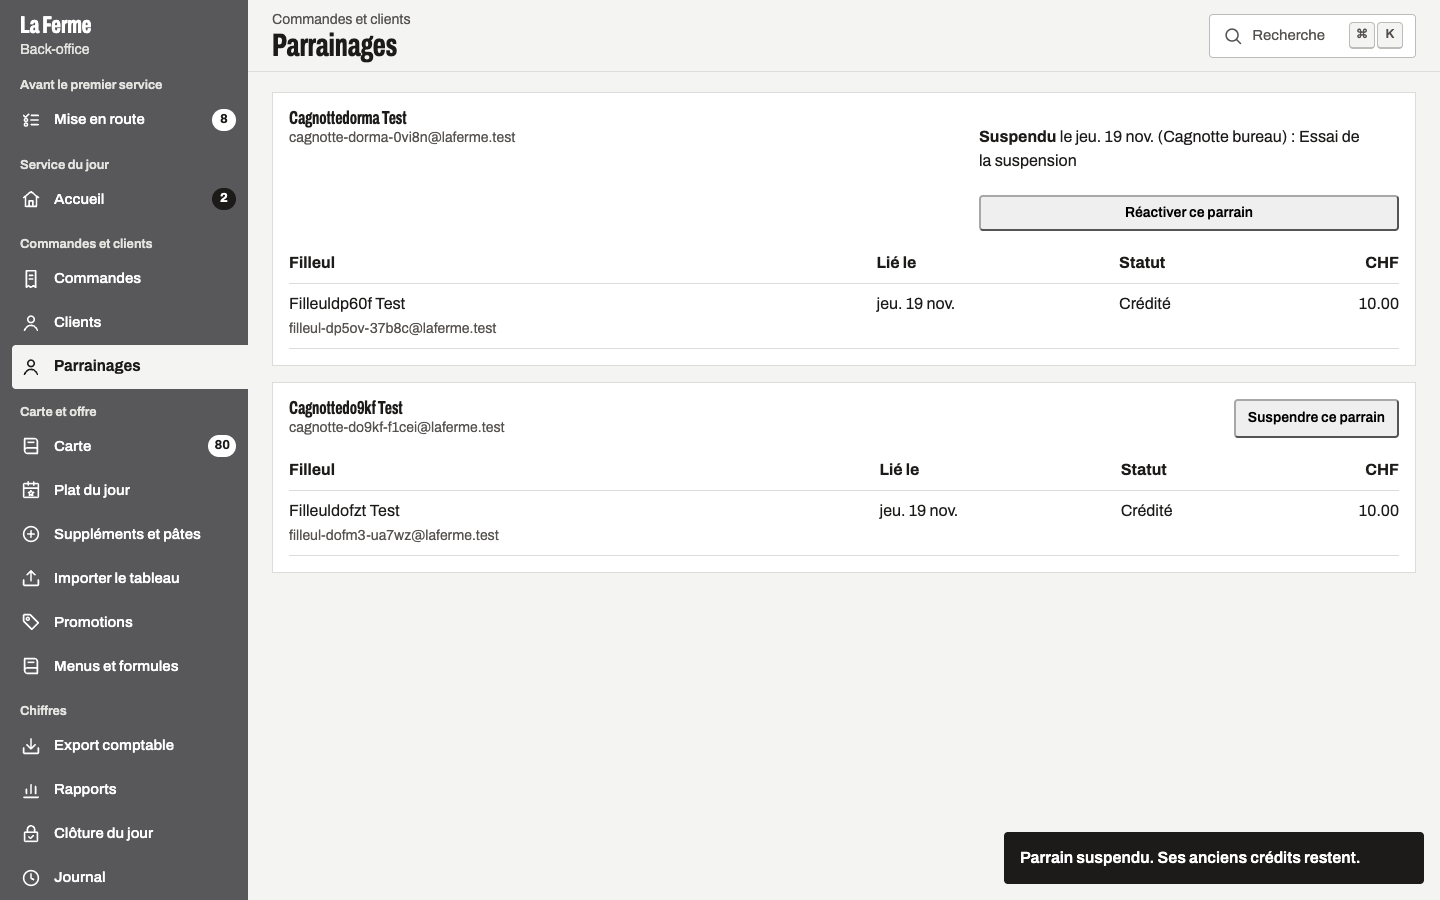 La Ferme
Back-office
Avant le premier service
Mise en route 8
Service du jour
Accueil 2
Commandes et clients
Commandes
Clients
Parrainages
Carte et offre
Carte 80
Plat du jour
Suppléments et pâtes
Importer le tableau
Promotions
Menus et formules
Chiffres
Export comptable
Rapports
Clôture du jour
Journal
Commandes et clients
Parrainages
Recherche ⌘ K
Cagnottedorma Test
cagnotte-dorma-0vi8n@laferme.test
Suspendu le jeu. 19 nov. (Cagnotte bureau) : Essai de
la suspension
Réactiver ce parrain
Filleul Lié le Statut CHF
Filleuldp60f Test jeu. 19 nov. Crédité 10.00
filleul-dp5ov-37b8c@laferme.test
Cagnottedo9kf Test
cagnotte-do9kf-f1cei@laferme.test
Suspendre ce parrain
Filleul Lié le Statut CHF
Filleuldofzt Test jeu. 19 nov. Crédité 10.00
filleul-dofm3-ua7wz@laferme.test
Parrain suspendu. Ses anciens crédits restent.